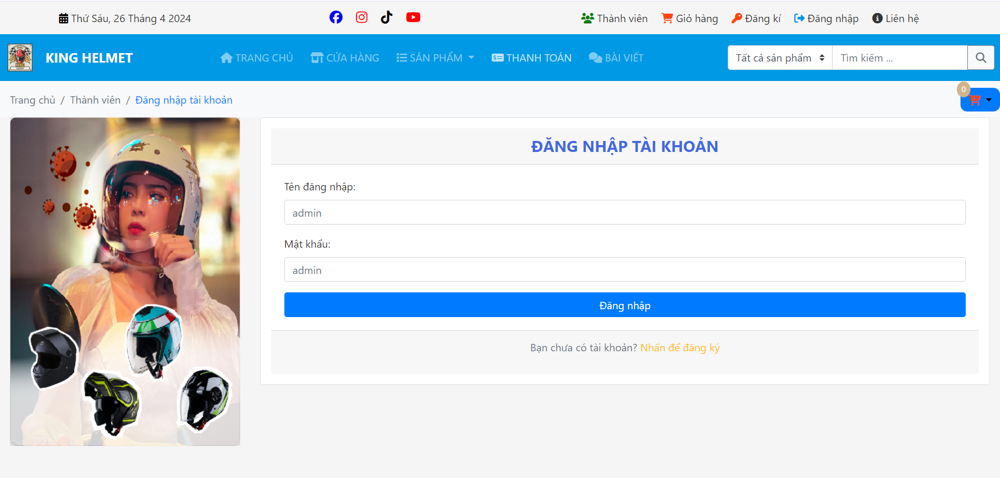 Thứ Sáu, 26 Tháng 4 2024
Thành viên
Giỏ hàng
Đăng kí
Đăng nhập
Liên hệ
KING HELMET
TRANG CHỦ
CỬA HÀNG
SẢN PHẨM
THANH TOÁN
BÀI VIẾT
Tất cả sản phẩm
Tìm kiếm ...
Trang chủ / Thành viên / Đăng nhập tài khoản
0
ĐĂNG NHẬP TÀI KHOẢN
Tên đăng nhập:
admin
Mật khẩu:
admin
Đăng nhập
Bạn chưa có tài khoản? Nhấn để đăng ký